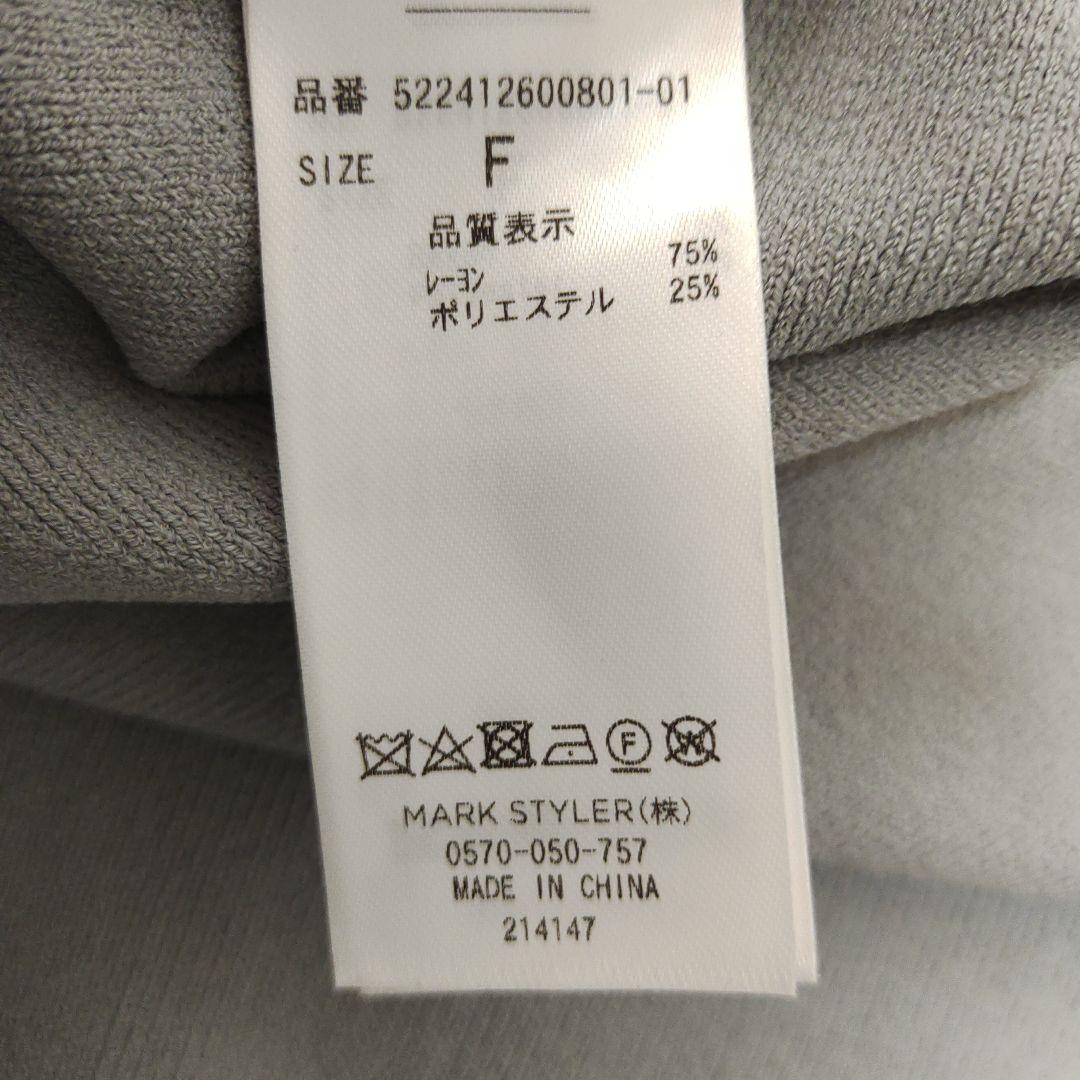 品番 522412600801-01
SIZE F
品質表示
レーヨン 75%
ポリエステル 25%
F W
MARK STYLER(株)
0570-050-757
MADE IN CHINA
214147